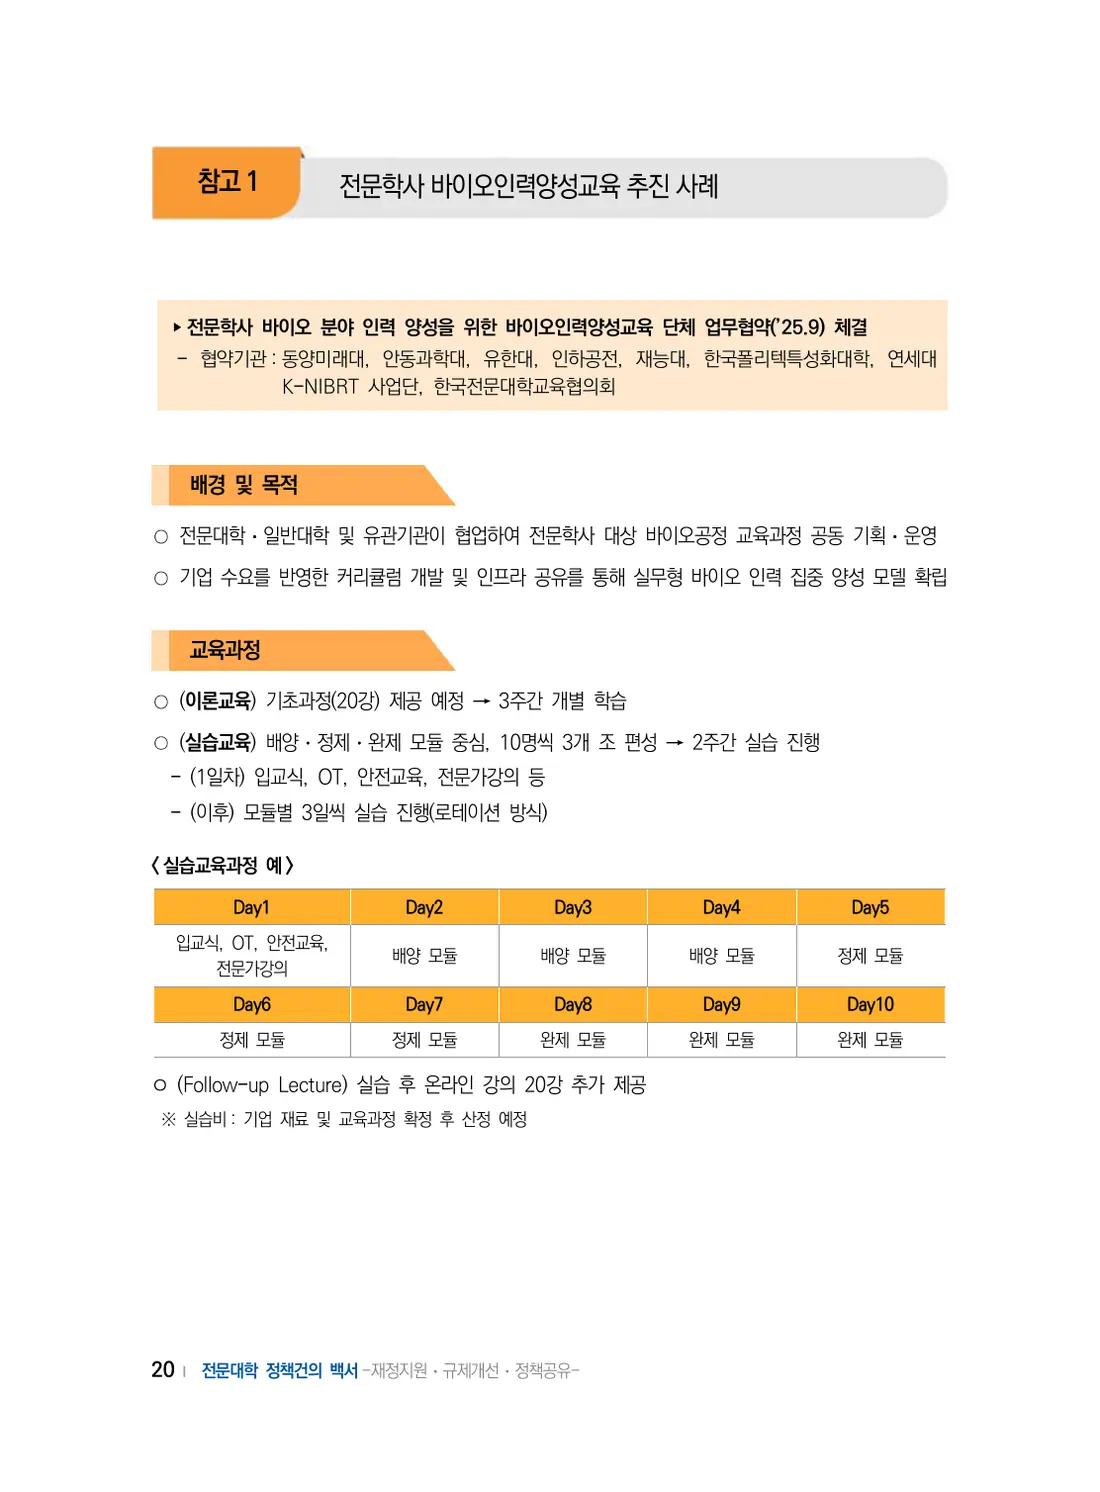 참고 1
전문학사 바이오인력양성교육 추진 사례
▶ 전문학사 바이오 분야 인력 양성을 위한 바이오인력양성교육 단체 업무협약('25.9) 체결
- 협약기관 : 동양미래대, 안동과학대, 유한대, 인하공전, 재능대, 한국폴리텍특성화대학, 연세대
K-NIBRT 사업단, 한국전문대학교육협의회
배경 및 목적
○ 전문대학·일반대학 및 유관기관이 협업하여 전문학사 대상 바이오공정 교육과정 공동 기획·운영
○ 기업 수요를 반영한 커리큘럼 개발 및 인프라 공유를 통해 실무형 바이오 인력 집중 양성 모델 확립
교육과정
○ (이론교육) 기초과정(20강) 제공 예정 → 3주간 개별 학습
○ (실습교육) 배양·정제·완제 모듈 중심, 10명씩 3개 조 편성 → 2주간 실습 진행
- (1일차) 입교식, OT, 안전교육, 전문가강의 등
- (이후) 모듈별 3일씩 실습 진행(로테이션 방식)
< 실습교육과정 예 >
Day1 Day2 Day3 Day4 Day5
입교식, OT, 안전교육,
전문가강의 배양 모듈 배양 모듈 배양 모듈 정제 모듈
Day6 Day7 Day8 Day9 Day10
정제 모듈 정제 모듈 완제 모듈 완제 모듈 완제 모듈
○ (Follow-up Lecture) 실습 후 온라인 강의 20강 추가 제공
※ 실습비 : 기업 재료 및 교육과정 확정 후 산정 예정
20 | 전문대학 정책건의 백서 -재정지원·규제개선·정책공유-